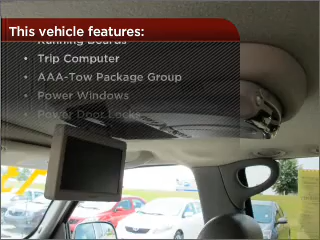 This vehicle features:
Running Boards
• Trip Computer
• AAA-Tow Package Group
• Power Windows
• Power Door Locks